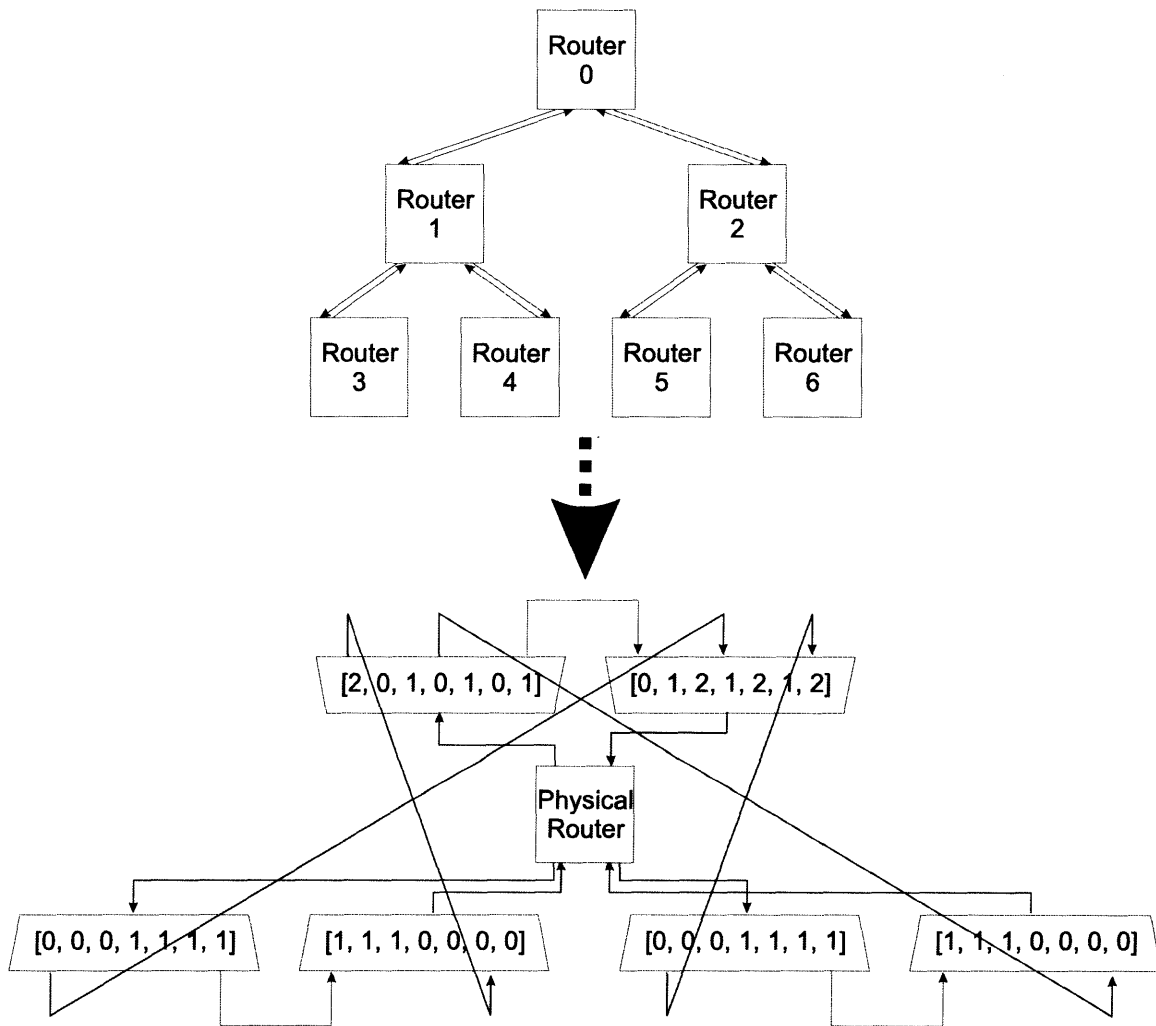 Router
0
Router
1
Router
2
Router
3
Router
4
Router
5
Router
6
[2, 0, 1, 0, 1, 0, 1]
[0, 1, 2, 1, 2, 1, 2]
Physical
Router
[0, 0, 0, 1, 1, 1, 1]
[1, 1, 1, 0, 0, 0, 0]
[0, 0, 0, 1, 1, 1, 1]
[1, 1, 1, 0, 0, 0, 0]